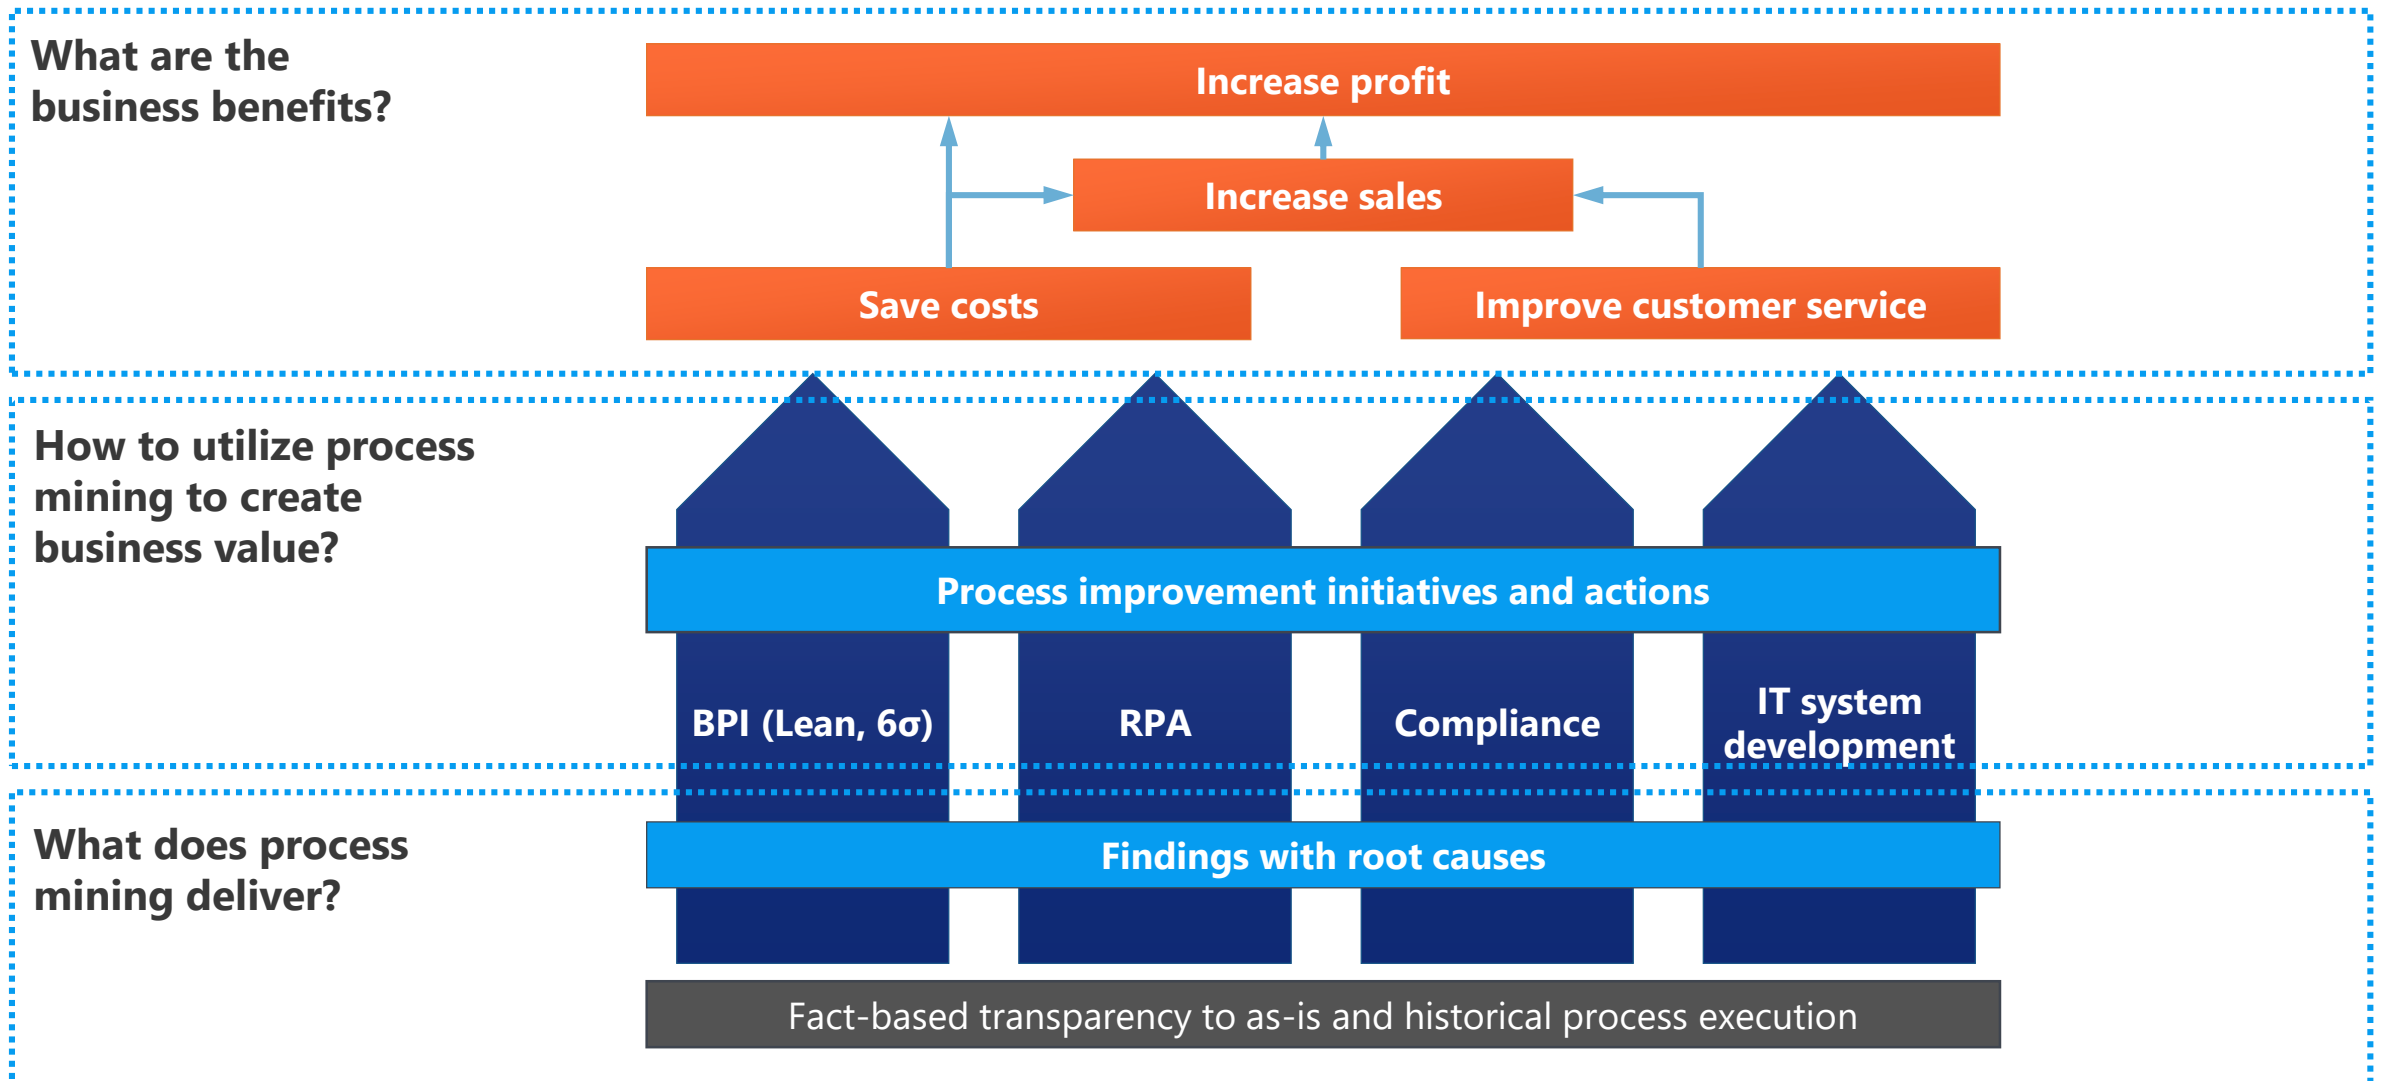 What are the
business benefits?
Increase profit
Increase sales
Save costs
Improve customer service
How to utilize process
mining to create
business value?
Process improvement initiatives and actions
BPI (Lean, 6σ)
RPA
Compliance
IT system
development
What does process
mining deliver?
Findings with root causes
Fact-based transparency to as-is and historical process execution